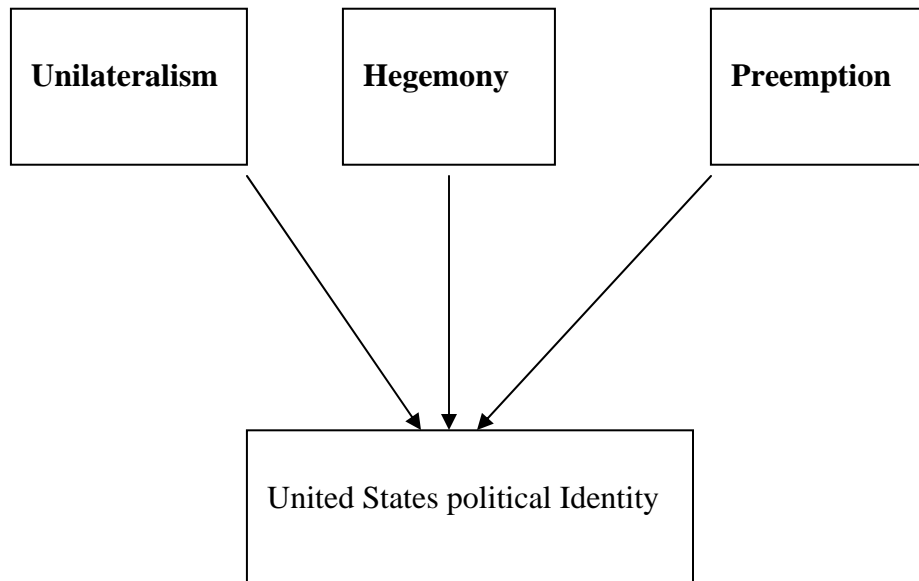 Unilateralism
Hegemony
Preemption
United States political Identity